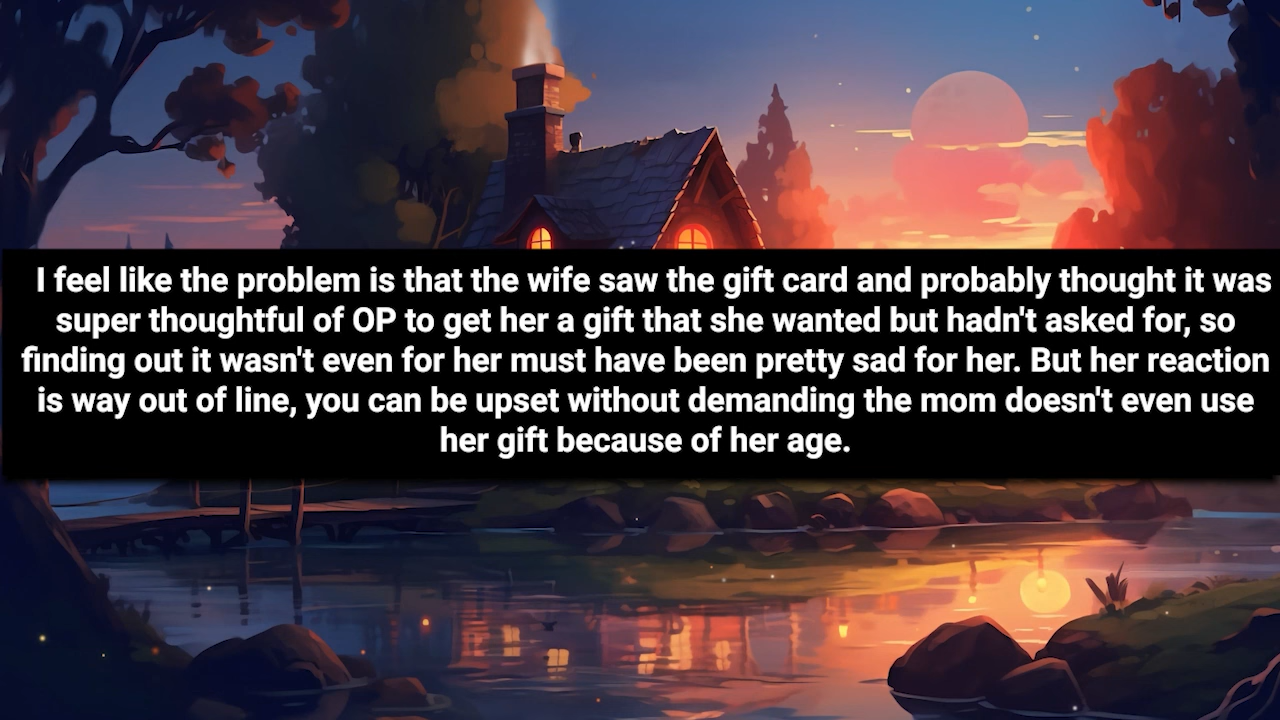 I feel like the problem is that the wife saw the gift card and probably thought it was
super thoughtful of OP to get her a gift that she wanted but hadn't asked for, so
finding out it wasn't even for her must have been pretty sad for her. But her reaction
is way out of line, you can be upset without demanding the mom doesn't even use
her gift because of her age.